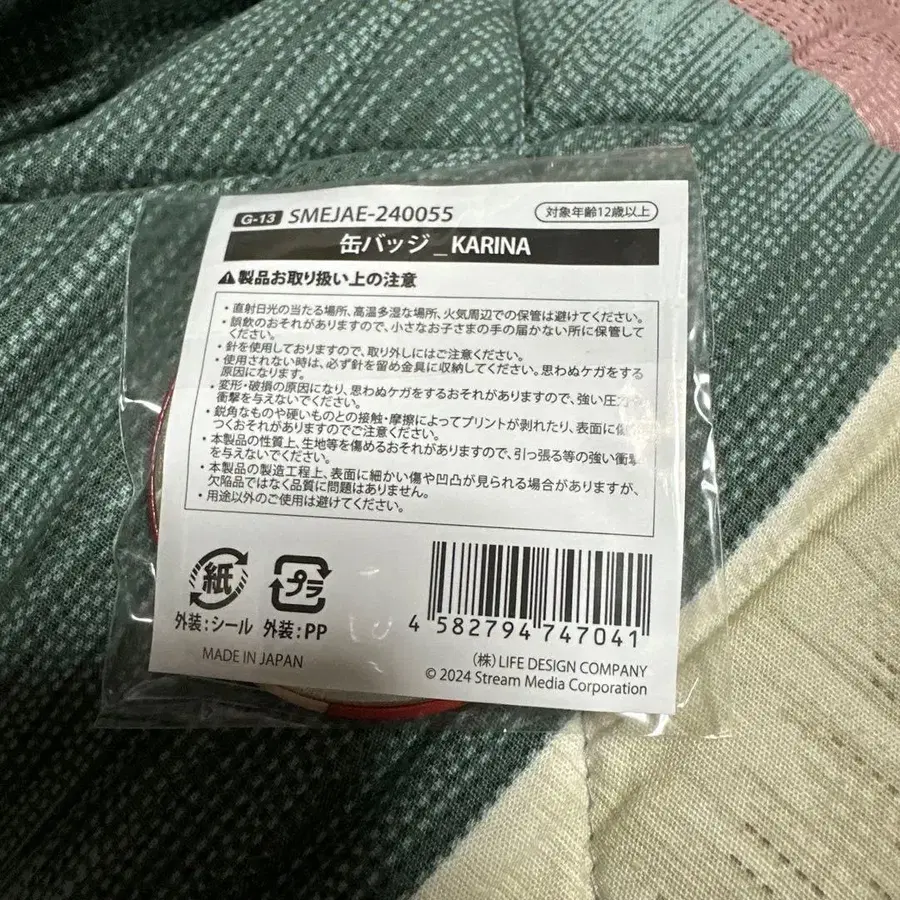 G-13 SMEJAE-240055
対象年齢12歳以上
缶バッジ_KARINA
⚠製品お取り扱い上の注意
・直射日光の当たる場所、高温多湿な場所、火気周辺での保管は避けてください。
・誤飲のおそれがありますので、小さなお子さまの手の届かない所に保管して
ください。
・針を使用しておりますので、取り外しにはご注意ください。
・使用されない時は、必ず針を留め金具に収納してください。思わぬケガをする
原因になります。
・変形・破損の原因になり、思わぬケガをするおそれがありますので、強い圧力や
衝撃を与えないでください。
・鋭角なものや硬いものとの接触・摩擦によってプリントが剥れたり、表面に傷が
つくおそれがありますのでご注意ください。
・本製品の性質上、生地等を傷めるおそれがありますので、引っ張る等の強い衝撃
を与えないでください。
・本製品の製造工程上、表面に細かい傷や凹凸が見られる場合がありますが、
欠陥品ではなく品質に問題はありません。
・用途以外のご使用は避けてください。
紙
プラ
外装:シール 外装:PP
4 582794 747041
MADE IN JAPAN
(株)LIFE DESIGN COMPANY
© 2024 Stream Media Corporation